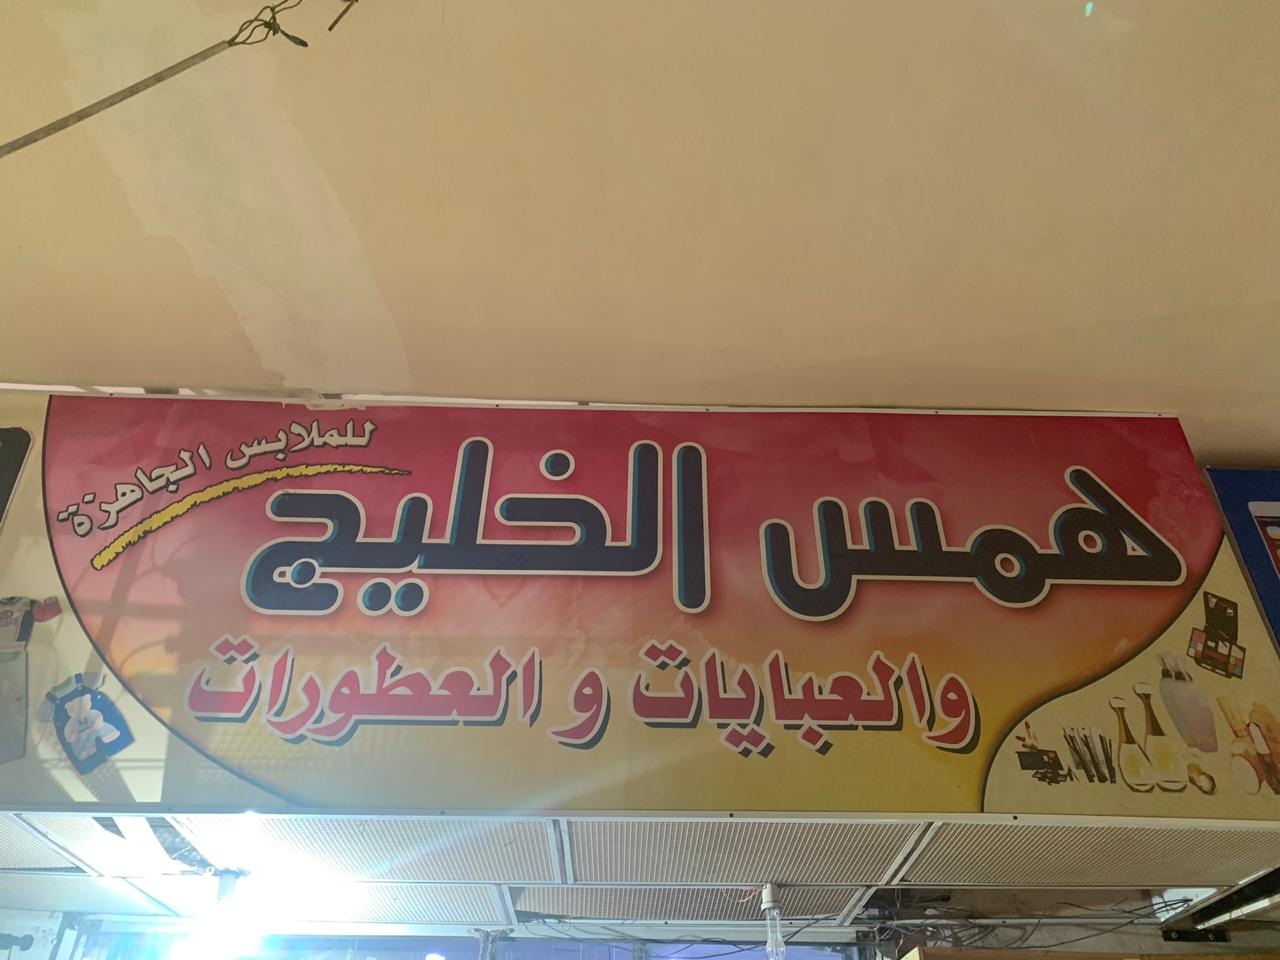 همس الخليج
للملابس الجاهزة
والعبايات و العطورات